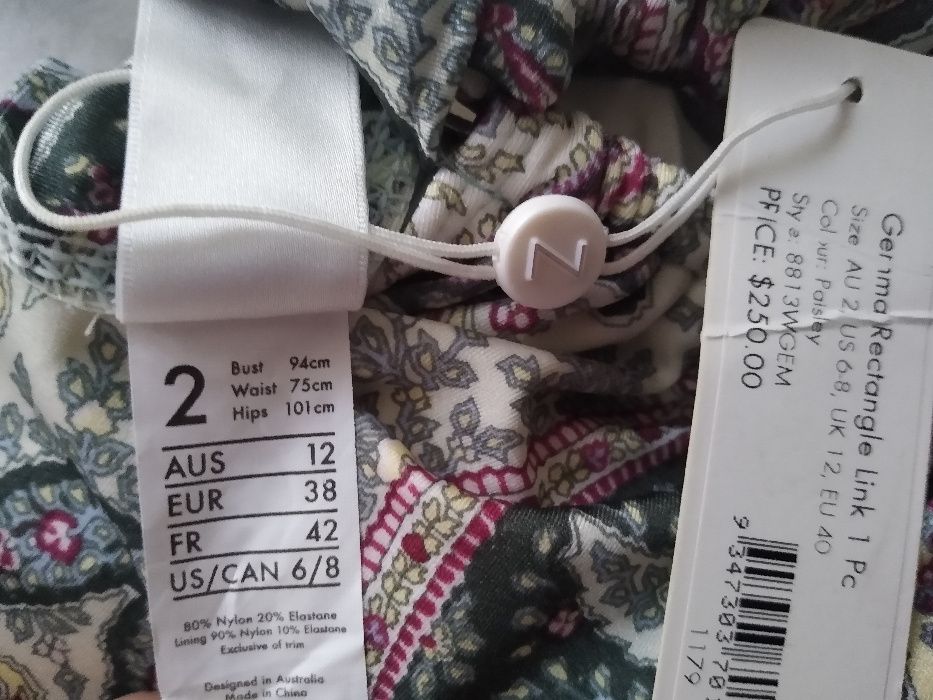 2
Bust 94cm
Waist 75cm
Hips 101cm
AUS 12
EUR 38
FR 42
US/CAN 6/8
80% Nylon 20% Elastane
Lining 90% Nylon 10% Elastane
Exclusive of trim
Designed in Australia
Made in China
Z
Gemma Rectangle Link 1 Pc
Size AU 2 US 6-8, UK 12, EU 40
Colour: Paisley
Style: 8813WGEM
PRICE: $250.00
9 347303 170
1179